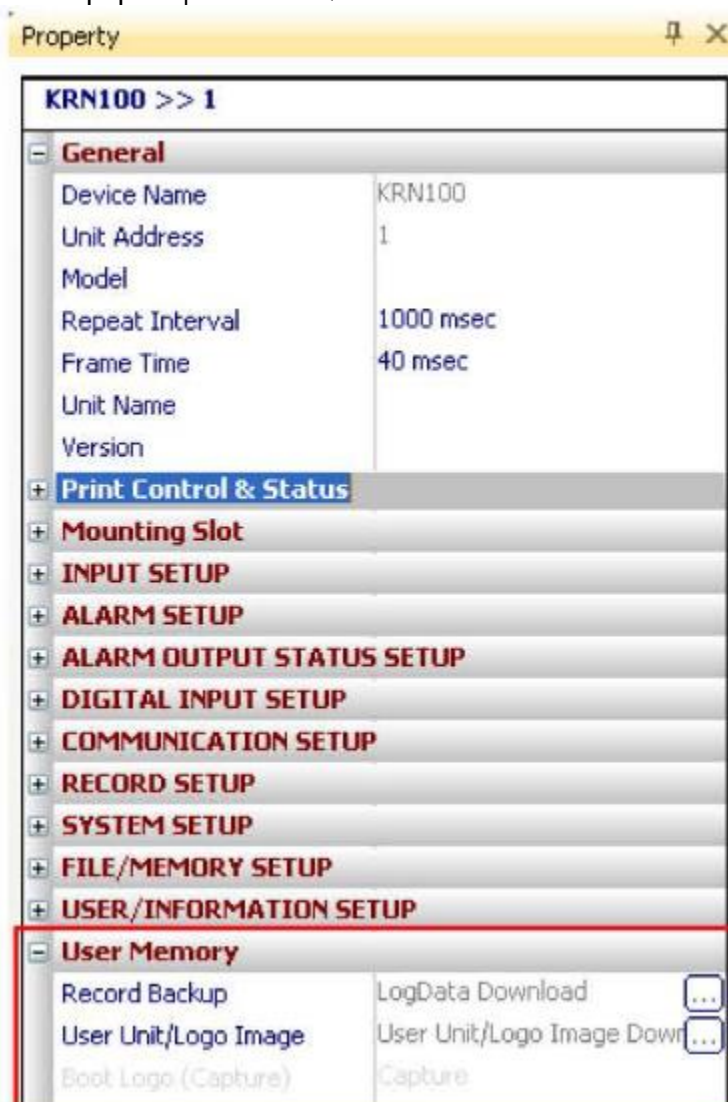 Property
KRN100 >> 1
General
Device Name KRN100
Unit Address 1
Model
Repeat Interval 1000 msec
Frame Time 40 msec
Unit Name
Version
Print Control & Status
Mounting Slot
INPUT SETUP
ALARM SETUP
ALARM OUTPUT STATUS SETUP
DIGITAL INPUT SETUP
COMMUNICATION SETUP
RECORD SETUP
SYSTEM SETUP
FILE/MEMORY SETUP
USER/INFORMATION SETUP
User Memory
Record Backup LogData Download ...
User Unit/Logo Image User Unit/Logo Image Down ...
Boot Logo (Capture) Capture